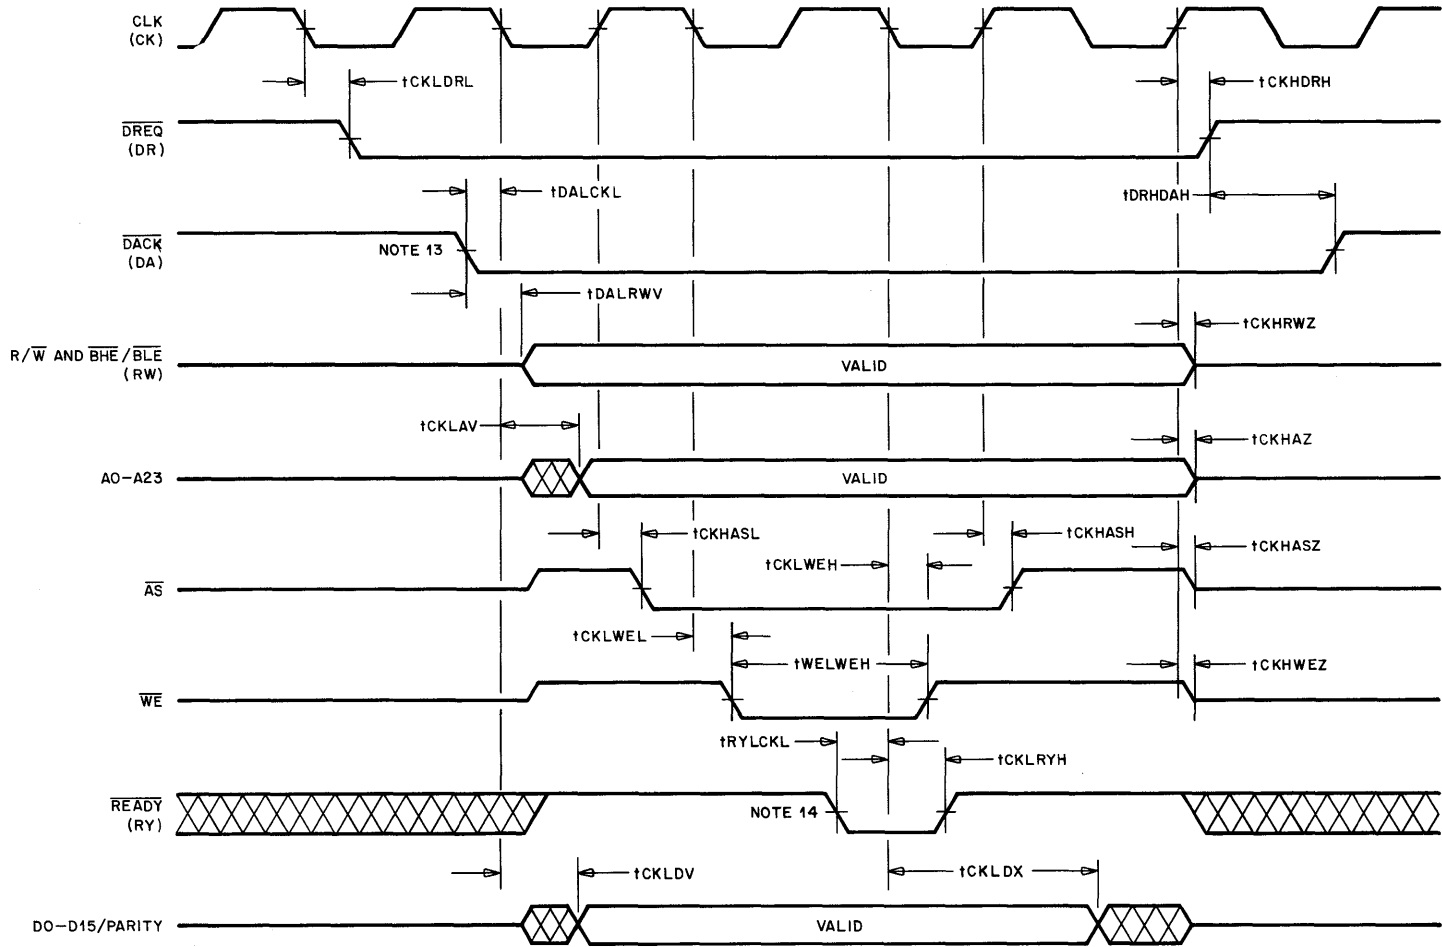 CLK
(CK)
tCKLDRL
tCKHDRH
DREQ
(DR)
tDALCKL
tDRHDAH
DACK
(DA)
NOTE 13
tDALRWV
tCKHRWZ
R/W AND BHE/BLE
(RW)
VALID
tCKLAV
tCKHAZ
A0-A23
VALID
tCKHASL
tCKHASH
tCKHASZ
tCKLWEH
AS
tCKLWEL
tWELWEH
tCKHWEZ
WE
tRYLCKL
tCKLRYH
READY
(RY)
NOTE 14
tCKLDV
tCKLDX
D0-D15/PARITY
VALID